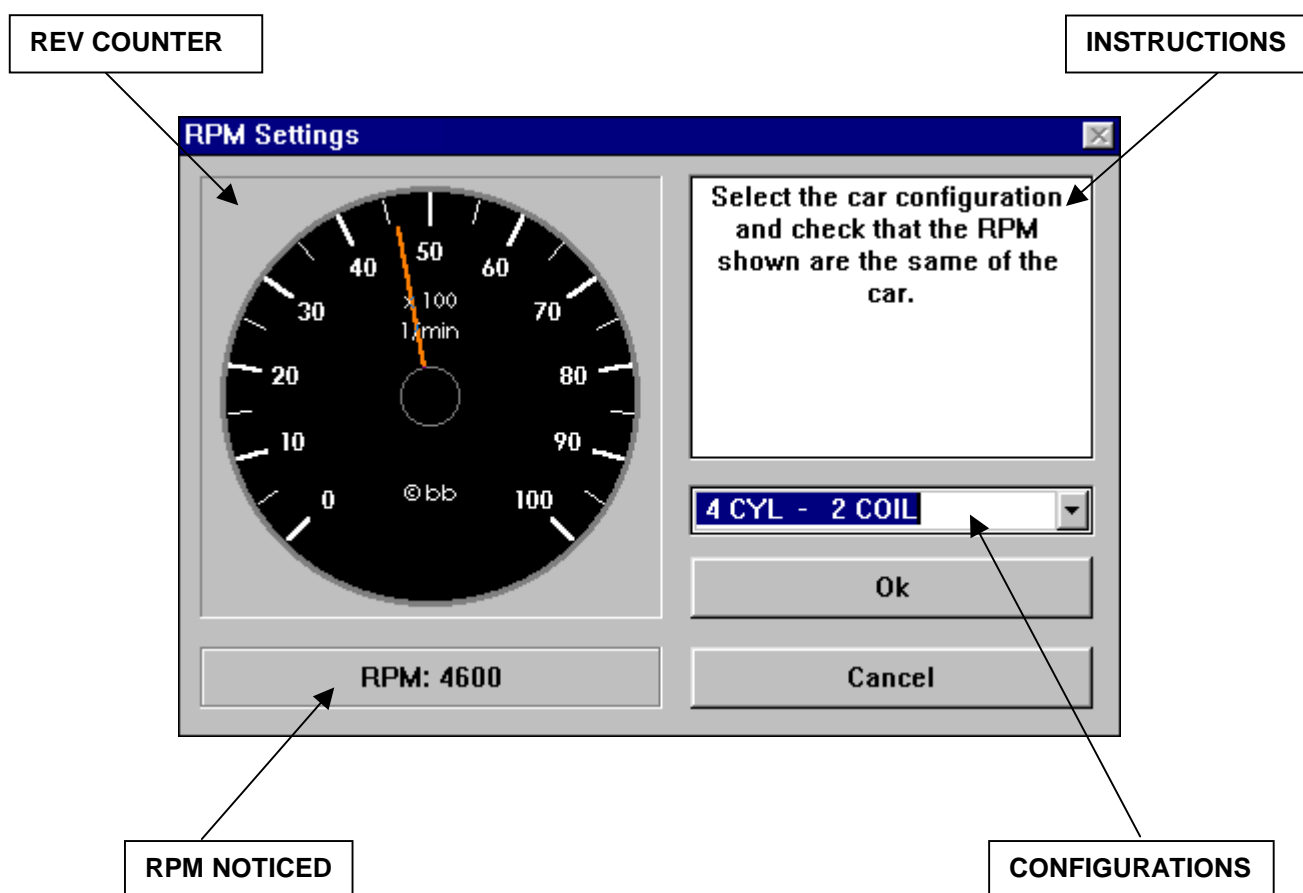 REV COUNTER
INSTRUCTIONS
RPM Settings
Select the car configuration
and check that the RPM
shown are the same of the
car.
0
10
20
30
40
50
60
70
80
90
100
x 100
1/min
©bb
4 CYL - 2 COIL
Ok
RPM: 4600
Cancel
RPM NOTICED
CONFIGURATIONS